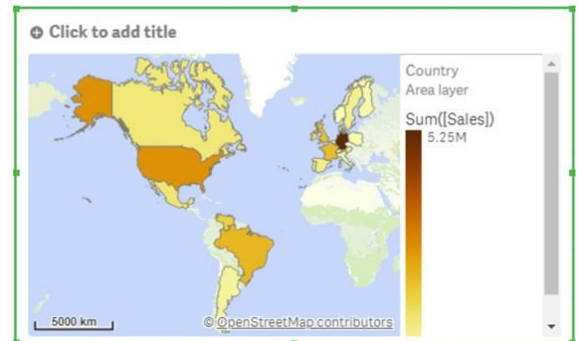 Click to add title
Country
Area layer
Sum([Sales])
5.25M
5000 km
© OpenStreetMap contributors